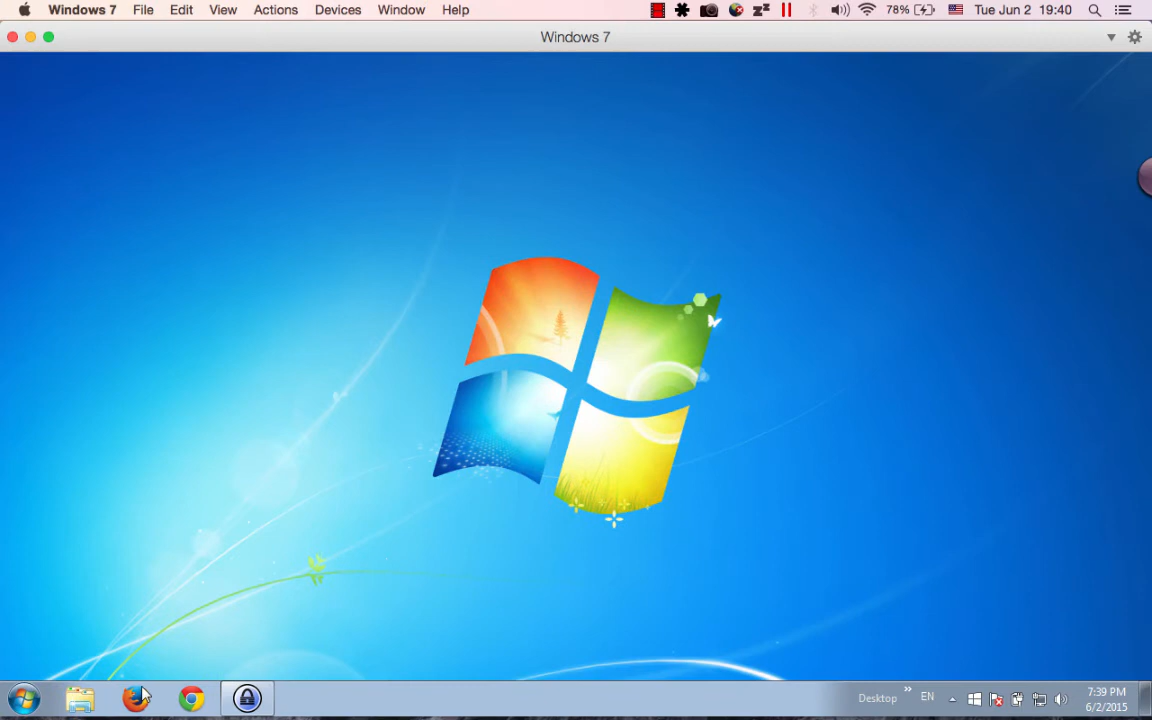 Windows 7 File Edit View Actions Devices Window Help 78% Tue Jun 2 19:40
Windows 7
Desktop » EN 7:39 PM
6/2/2015